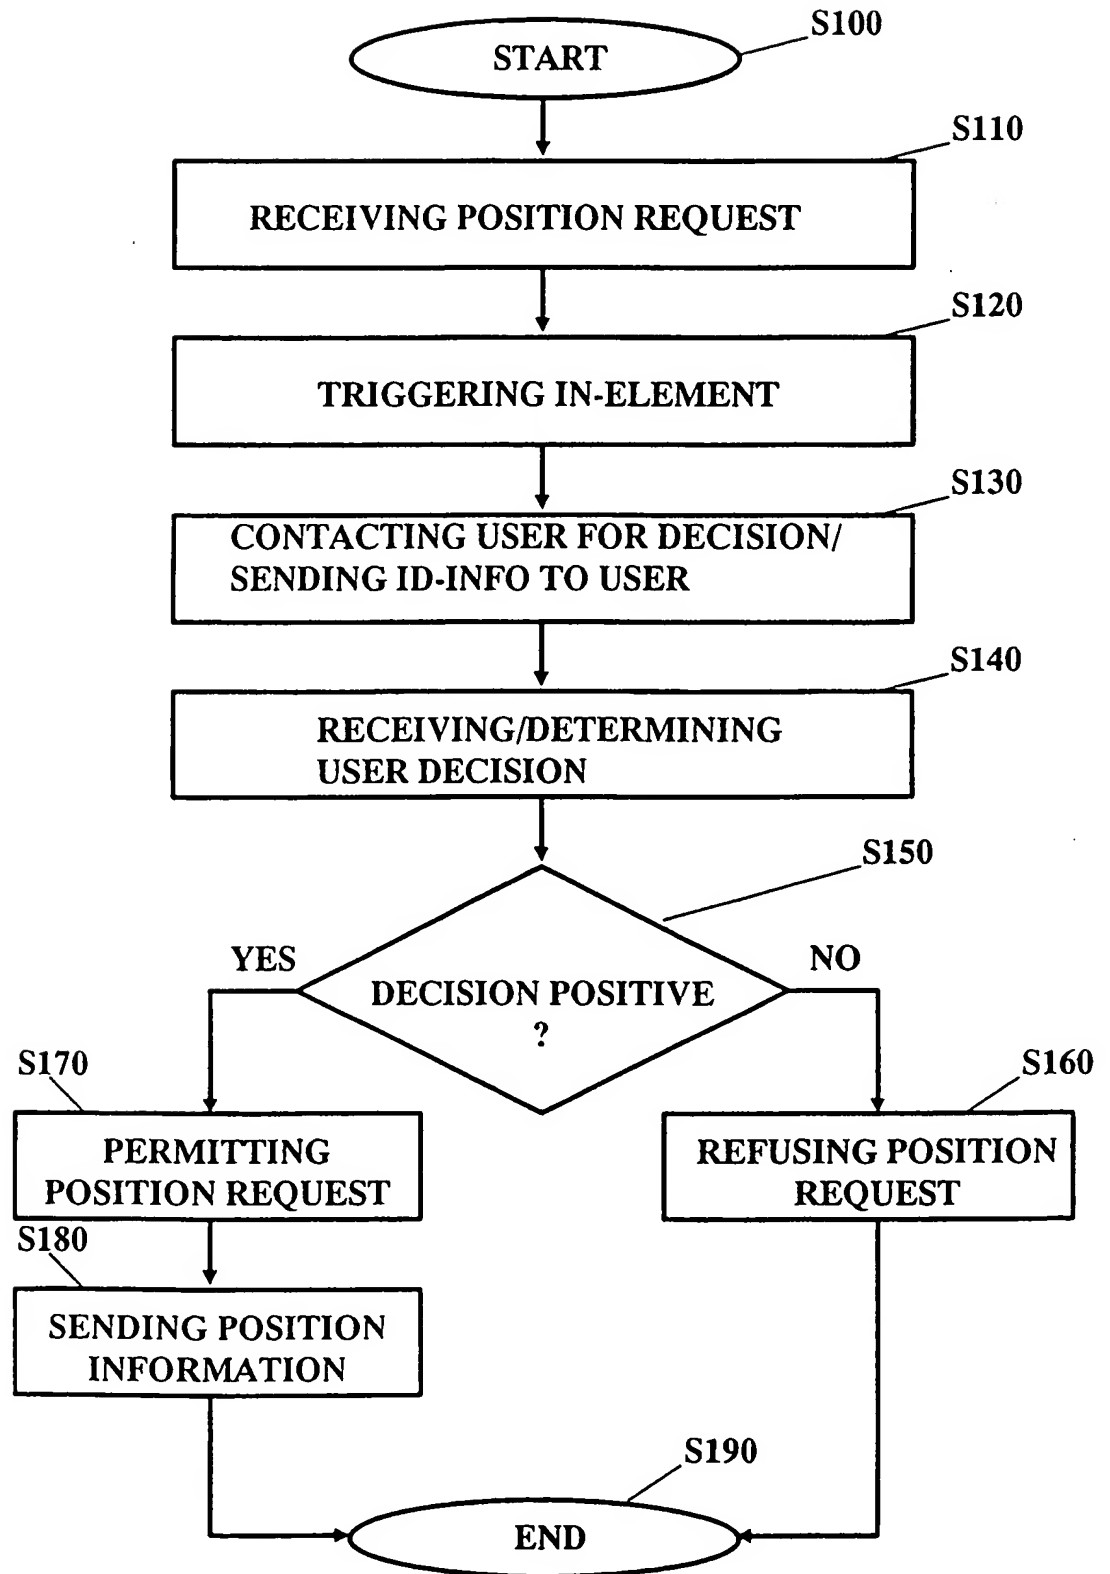 S100
START
S110
RECEIVING POSITION REQUEST
S120
TRIGGERING IN-ELEMENT
S130
CONTACTING USER FOR DECISION/
SENDING ID-INFO TO USER
S140
RECEIVING/DETERMINING
USER DECISION
S150
YES
NO
DECISION POSITIVE
?
S170
S160
PERMITTING
POSITION REQUEST
REFUSING POSITION
REQUEST
S180
SENDING POSITION
INFORMATION
S190
END